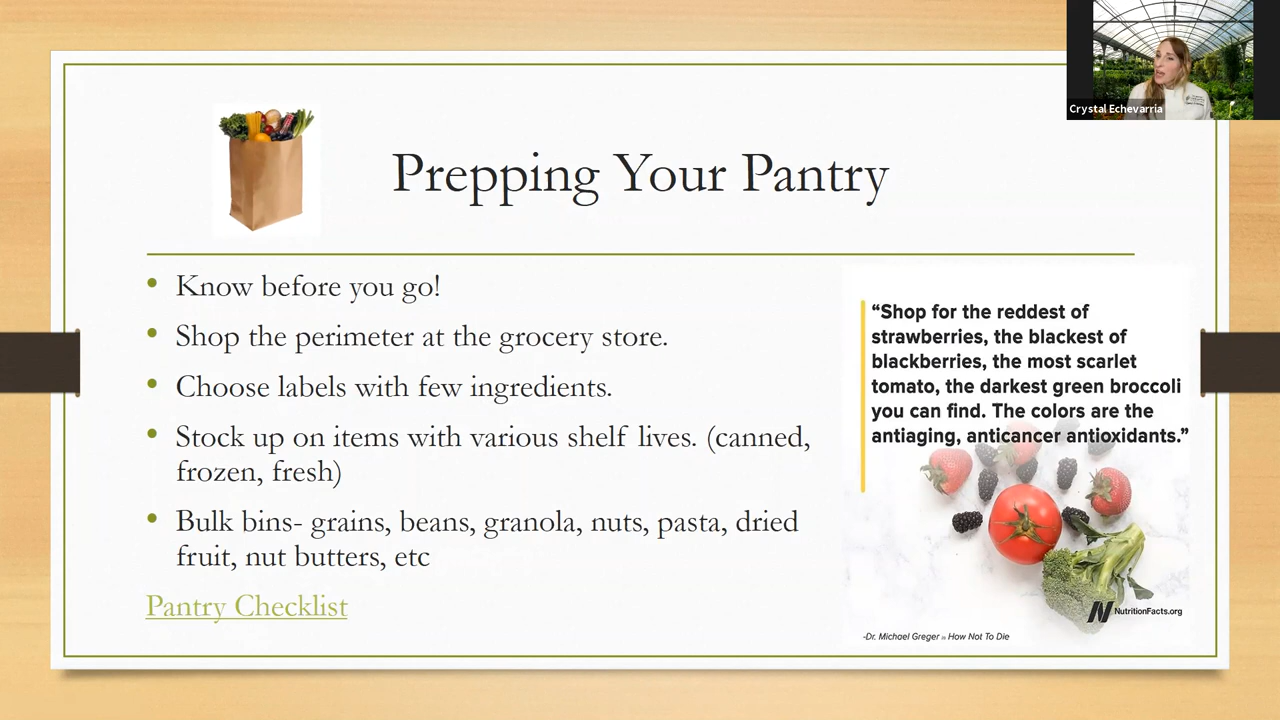 Crystal Echevarria
Prepping Your Pantry
• Know before you go!
• Shop the perimeter at the grocery store.
• Choose labels with few ingredients.
• Stock up on items with various shelf lives. (canned,
frozen, fresh)
• Bulk bins- grains, beans, granola, nuts, pasta, dried
fruit, nut butters, etc
Pantry Checklist
“Shop for the reddest of
strawberries, the blackest of
blackberries, the most scarlet
tomato, the darkest green broccoli
you can find. The colors are the
antiaging, anticancer antioxidants.”
NutritionFacts.org
-Dr. Michael Greger in How Not To Die